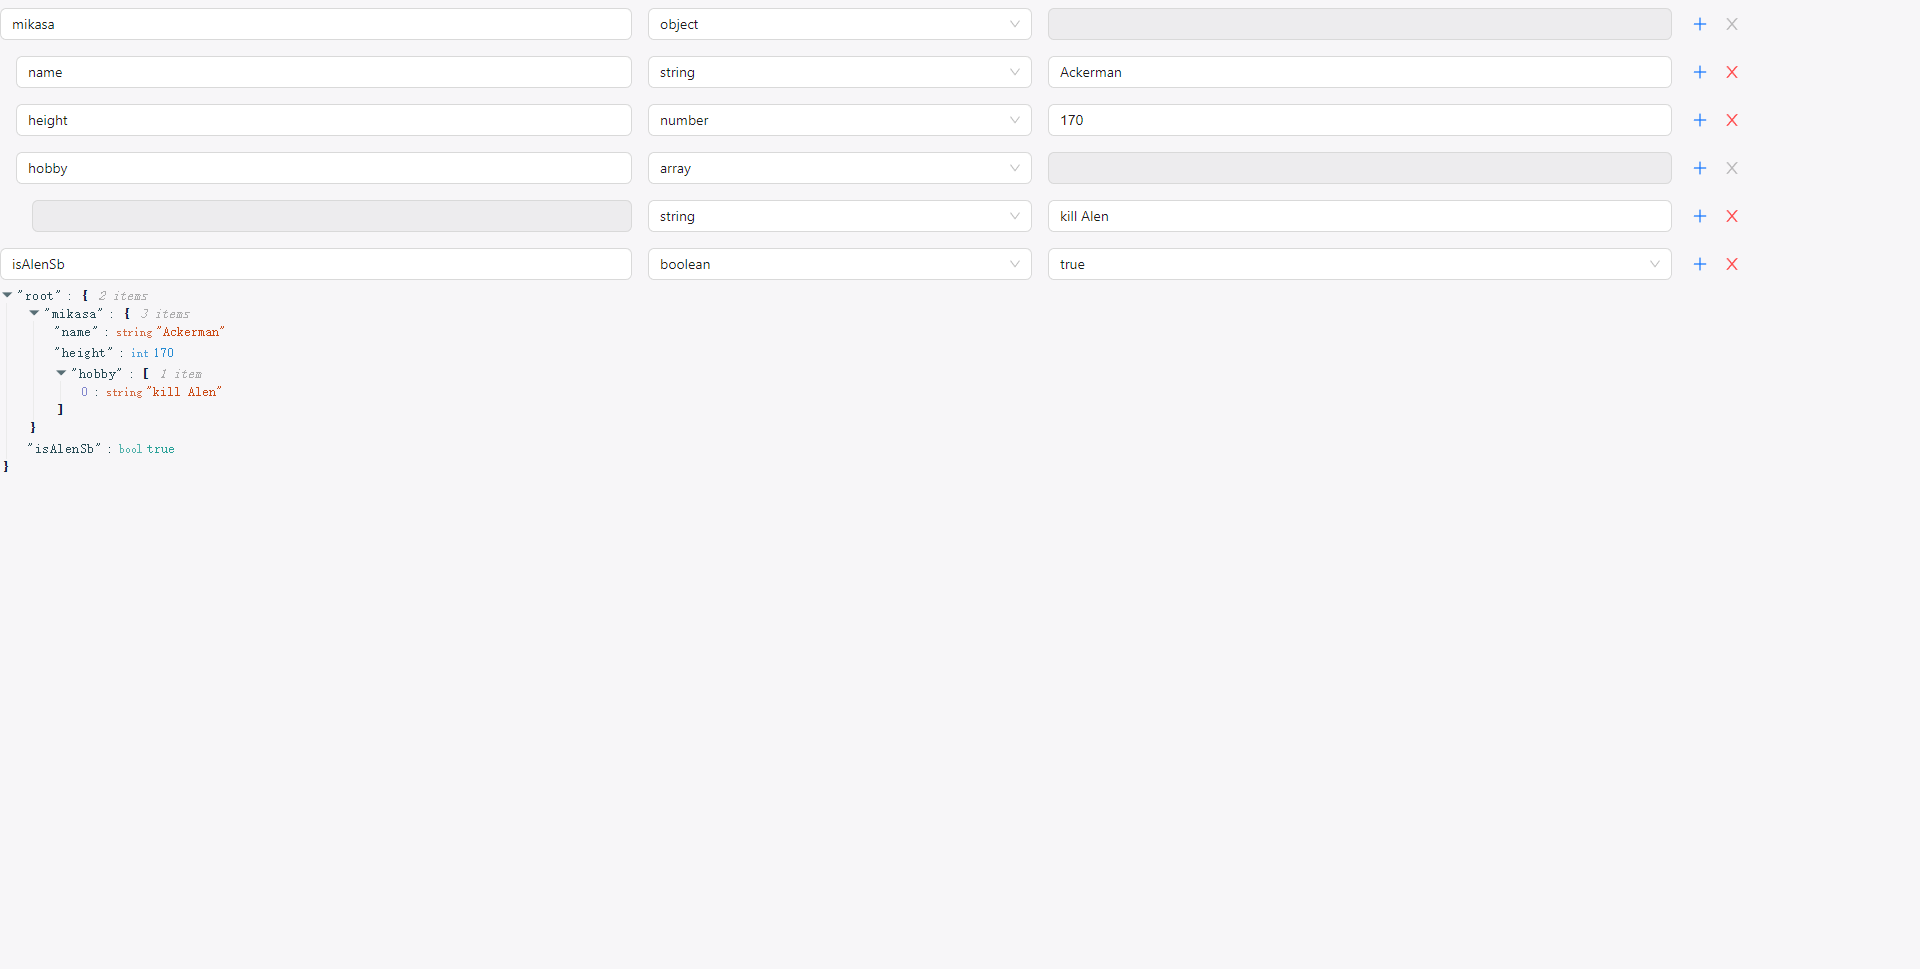 mikasa object
name string Ackerman
height number 170
hobby array
string kill Alen
isAlenSb boolean true
"root" : { 2 items
"mikasa" : { 3 items
"name" : string "Ackerman"
"height" : int 170
"hobby" : [ 1 item
0 : string "kill Alen"
]
}
"isAlenSb" : bool true
}